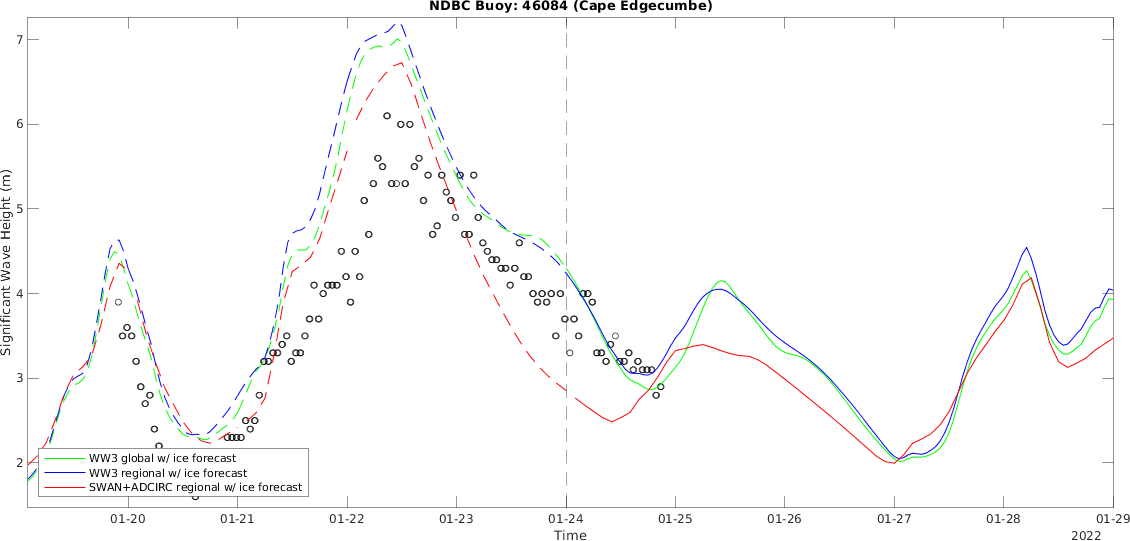 NDBC Buoy: 46084 (Cape Edgecumbe)
Significant Wave Height (m)
7
6
5
4
3
2
WW3 global w/ ice forecast
WW3 regional w/ ice forecast
SWAN+ADCIRC regional w/ ice forecast
01-20 01-21 01-22 01-23 01-24 01-25 01-26 01-27 01-28 01-29
Time
2022